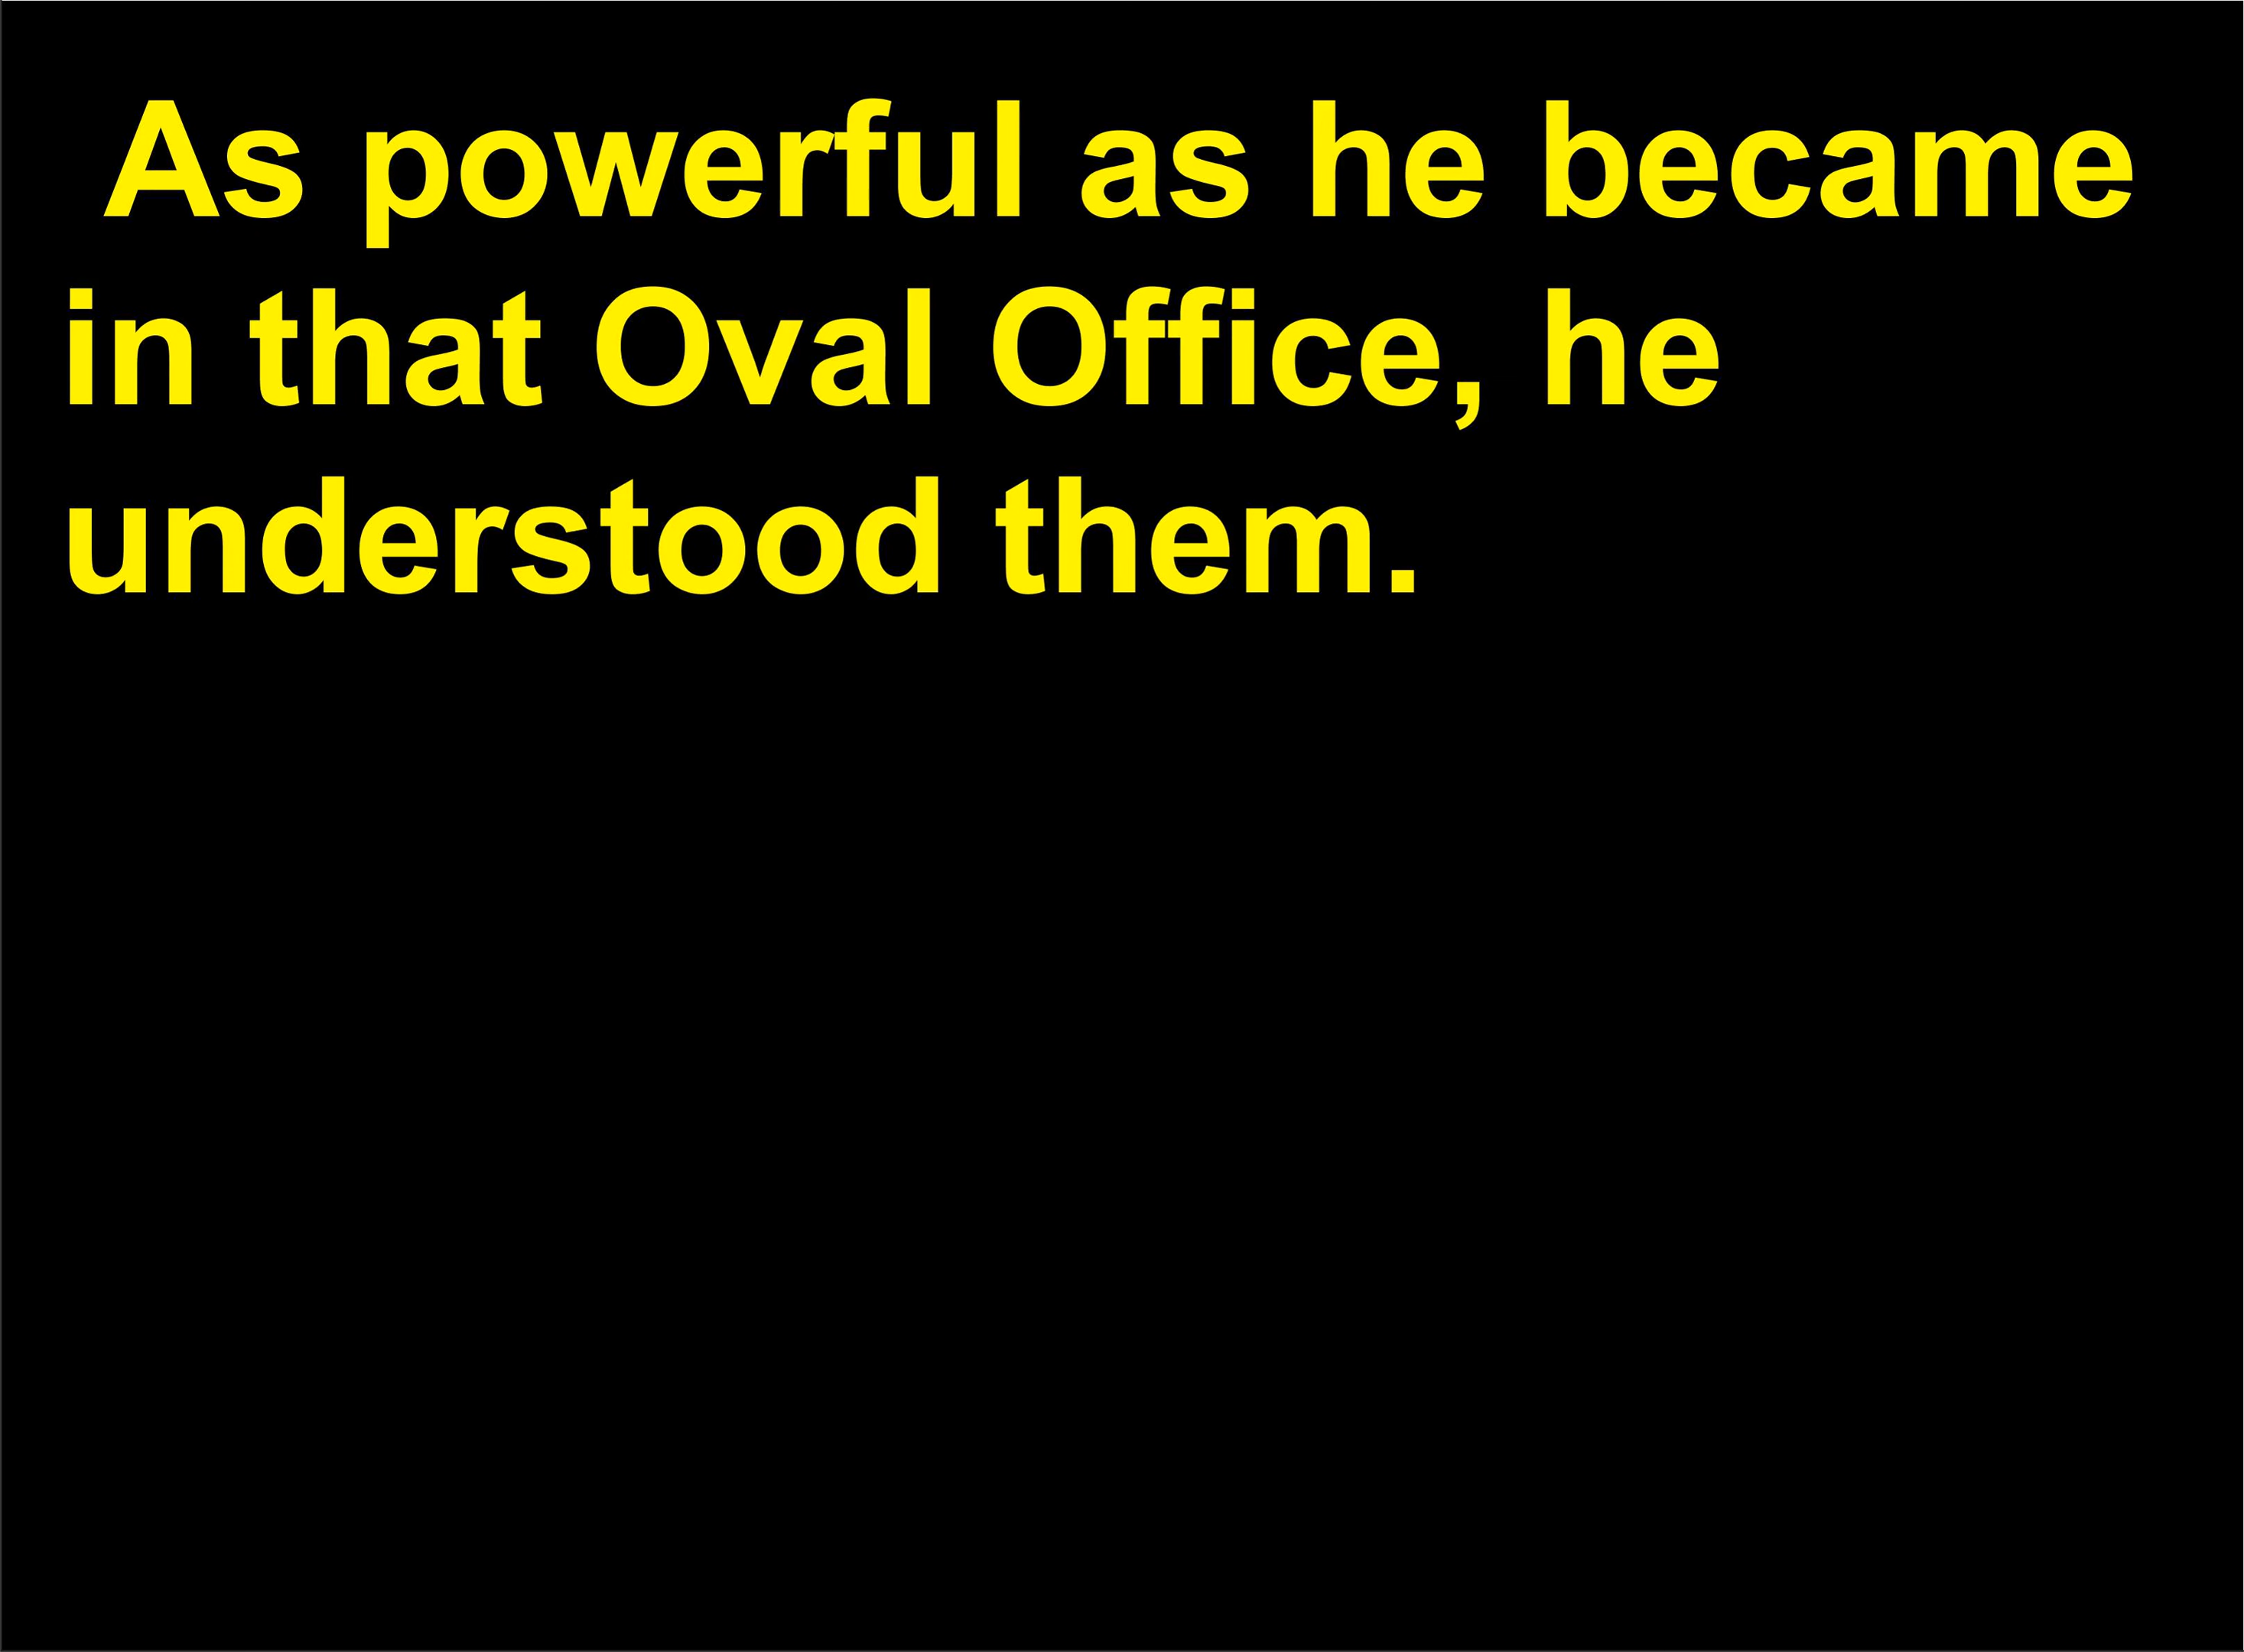 As powerful as he became
in that Oval Office, he
understood them.